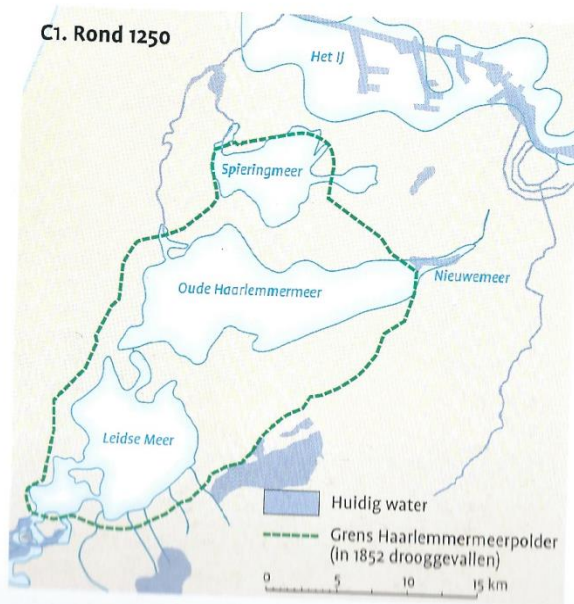 C1. Rond 1250
Het IJ
Spieringmeer
Oude Haarlemmermeer
Nieuwemeer
Leidse Meer
Huidig water
Grens Haarlemmermeerpolder
(in 1852 drooggevallen)
0 5 10 15 km